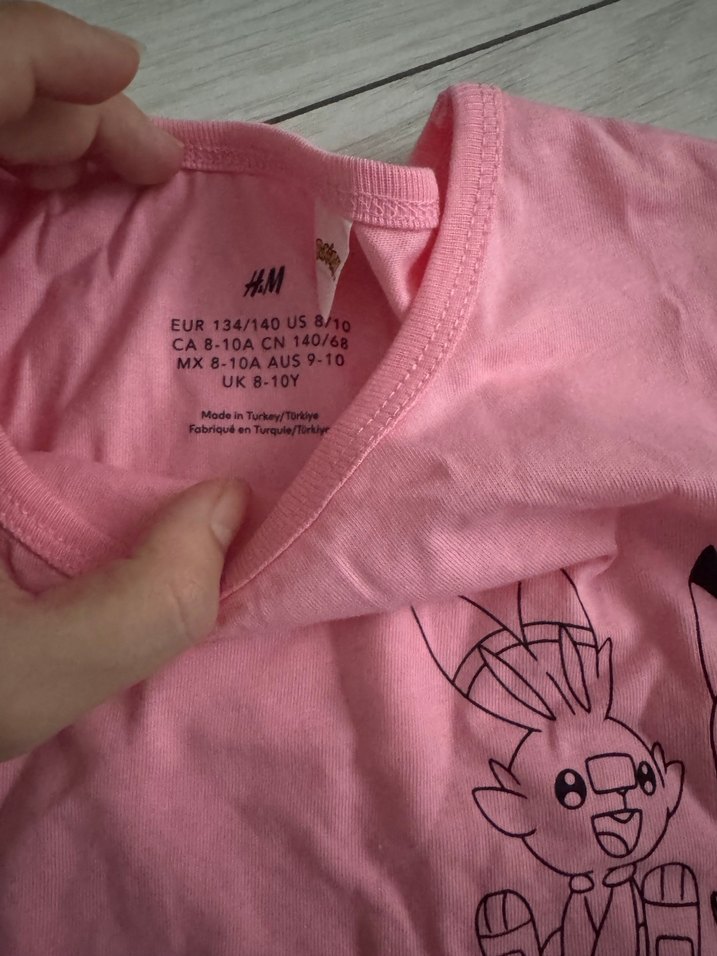 H&M
EUR 134/140 US 8/10
CA 8-10A CN 140/68
MX 8-10A AUS 9-10
UK 8-10Y
Made in Turkey/Türkiye
Fabriqué en Turquie/Türkiye